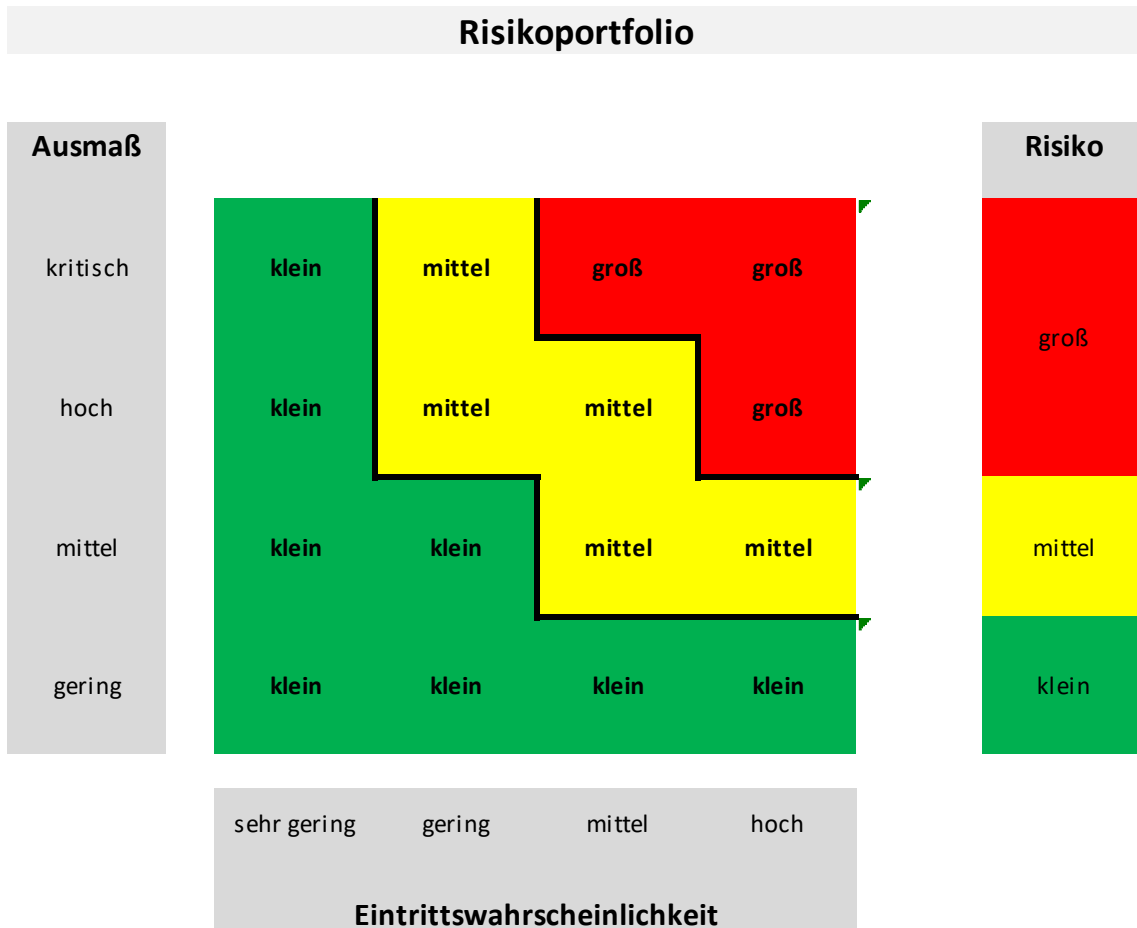 Risikoportfolio
Ausmaß Risiko
kritisch klein mittel groß groß
groß
hoch klein mittel mittel groß
mittel klein klein mittel mittel mittel
gering klein klein klein klein klein
sehr gering gering mittel hoch
Eintrittswahrscheinlichkeit